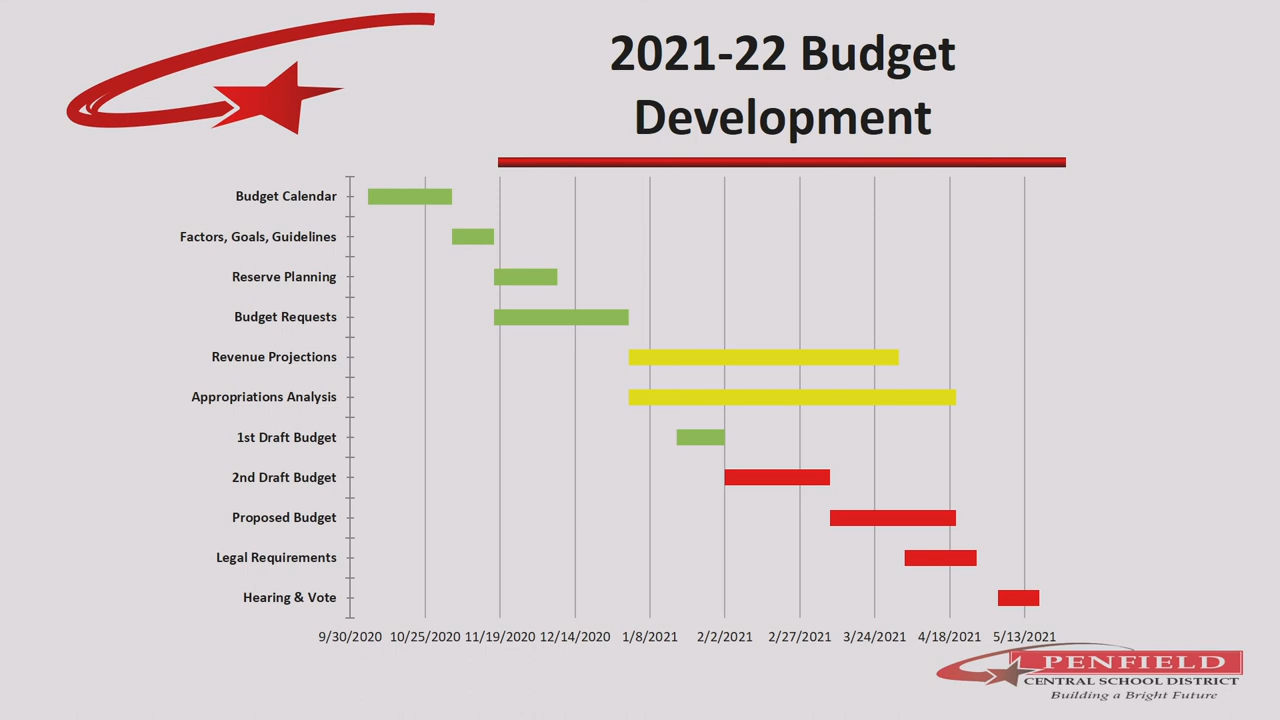 2021-22 Budget
Development
Budget Calendar
Factors, Goals, Guidelines
Reserve Planning
Budget Requests
Revenue Projections
Appropriations Analysis
1st Draft Budget
2nd Draft Budget
Proposed Budget
Legal Requirements
Hearing & Vote
9/30/2020 10/25/2020 11/19/2020 12/14/2020 1/8/2021 2/2/2021 2/27/2021 3/24/2021 4/18/2021 5/13/2021
PENFIELD
CENTRAL SCHOOL DISTRICT
Building a Bright Future